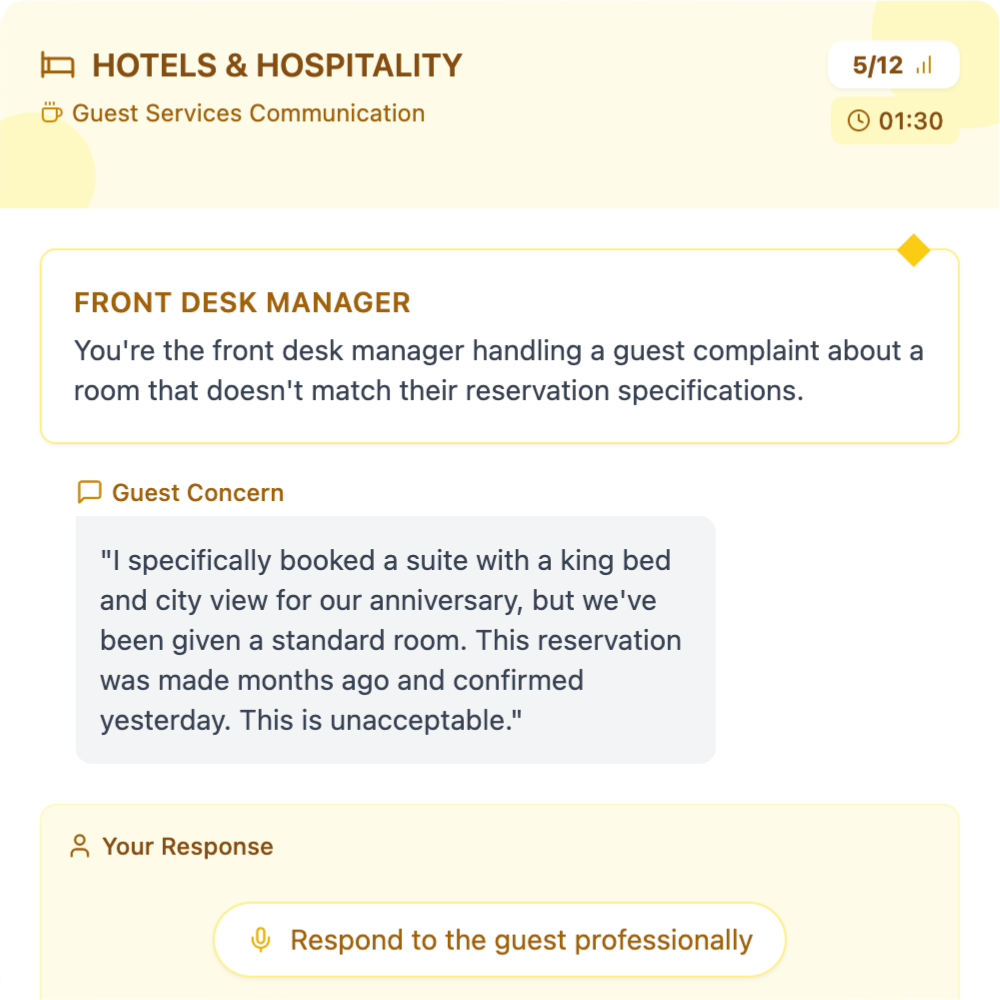 HOTELS & HOSPITALITY
5/12
Guest Services Communication
01:30
FRONT DESK MANAGER
You're the front desk manager handling a guest complaint about a
room that doesn't match their reservation specifications.
Guest Concern
"I specifically booked a suite with a king bed
and city view for our anniversary, but we've
been given a standard room. This reservation
was made months ago and confirmed
yesterday. This is unacceptable."
Your Response
Respond to the guest professionally